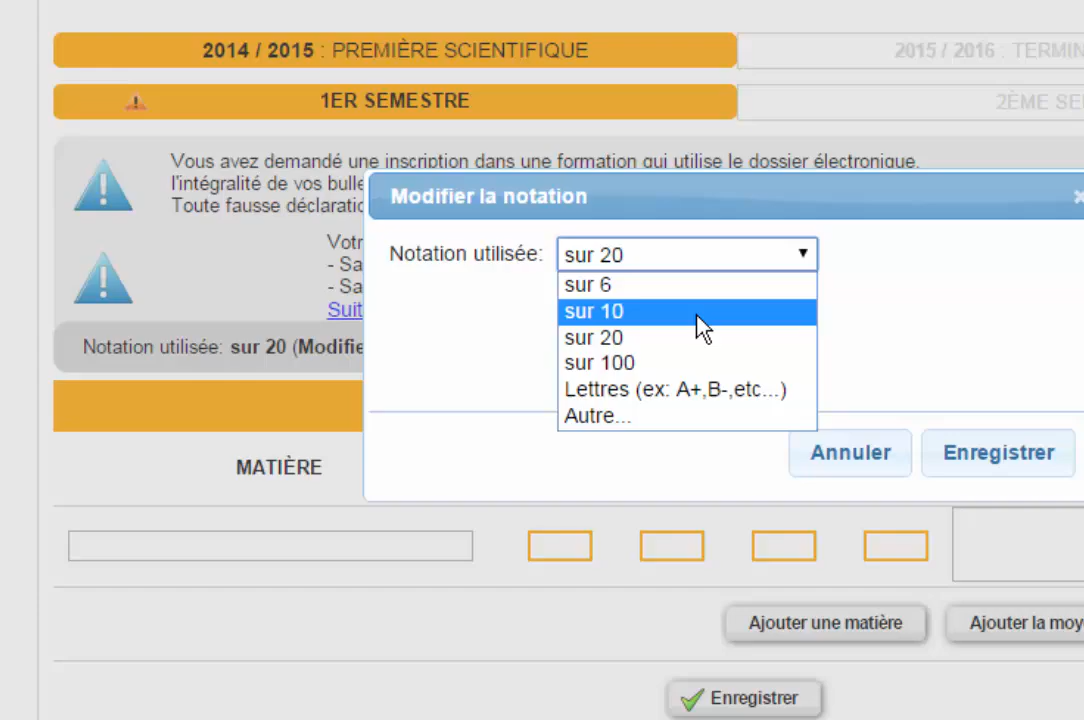 2014 / 2015 : PREMIÈRE SCIENTIFIQUE
2015 / 2016 : TERMIN
1ER SEMESTRE
2ÈME SE
Vous avez demandé une inscription dans une formation qui utilise le dossier électronique.
l'intégralité de vos bulle
Toute fausse déclaratio
Modifier la notation
Votr
- Sa
- Sa
Suit
Notation utilisée: sur 20
sur 6
sur 10
sur 20
sur 100
Lettres (ex: A+,B-,etc...)
Autre...
Notation utilisée: sur 20 (Modifie
Annuler
Enregistrer
MATIÈRE
Ajouter une matière
Ajouter la moy
Enregistrer